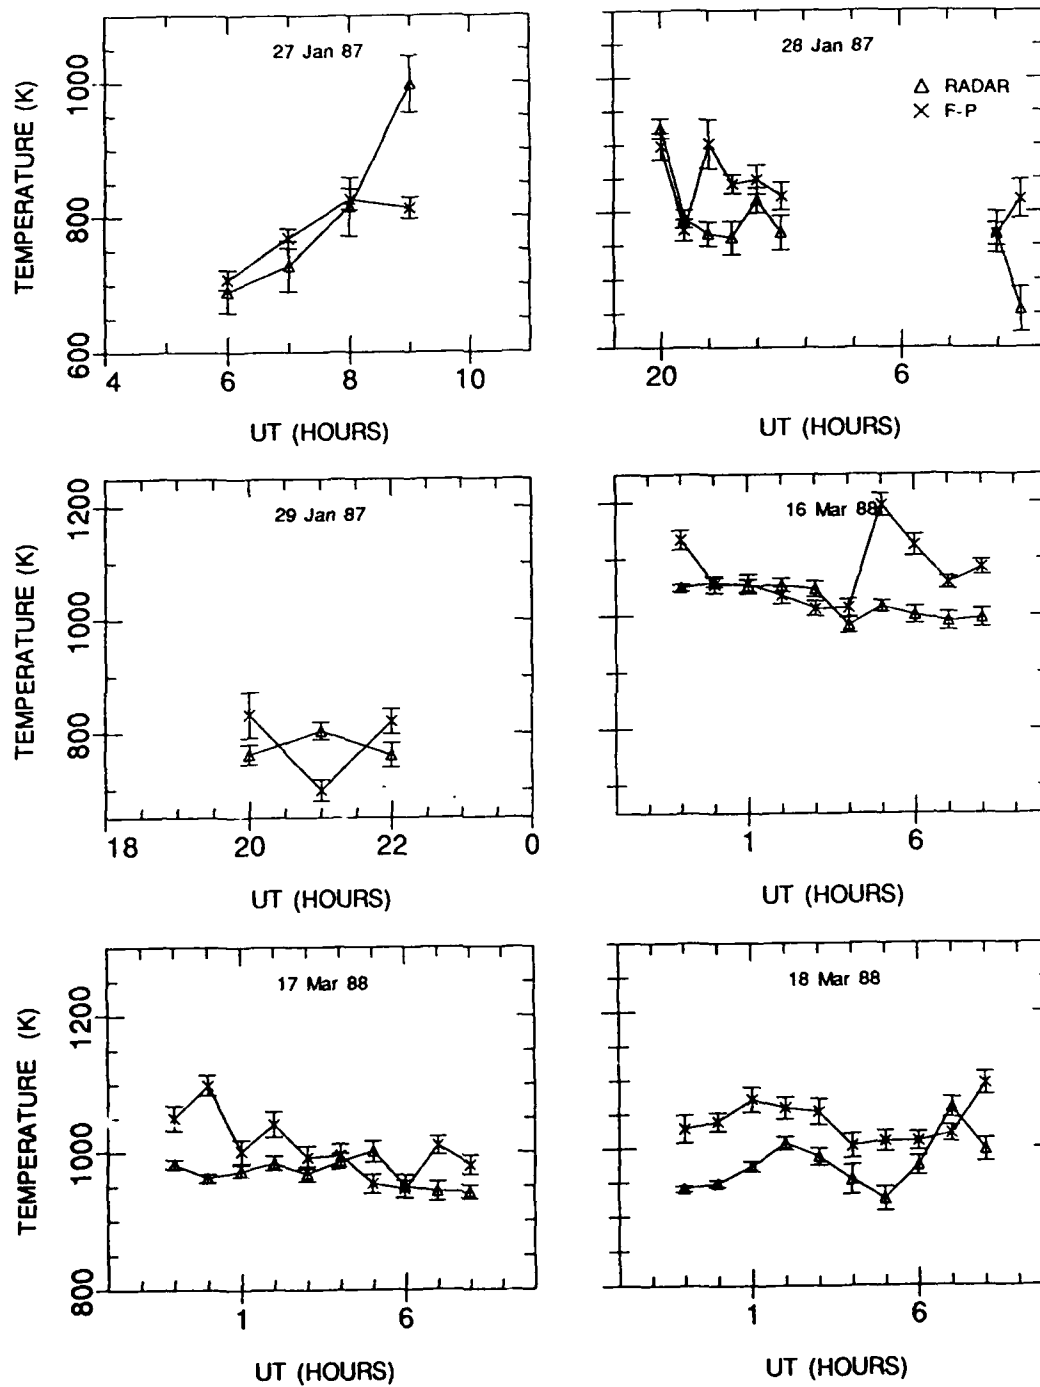 27 Jan 87
TEMPERATURE (K)
1000
800
600
4
6
8
10
UT (HOURS)
28 Jan 87
RADAR
F-P
20
6
UT (HOURS)
29 Jan 87
TEMPERATURE (K)
1200
1000
800
18
20
22
0
UT (HOURS)
16 Mar 88
1
6
UT (HOURS)
17 Mar 88
TEMPERATURE (K)
1200
1000
800
1
6
UT (HOURS)
18 Mar 88
1
6
UT (HOURS)